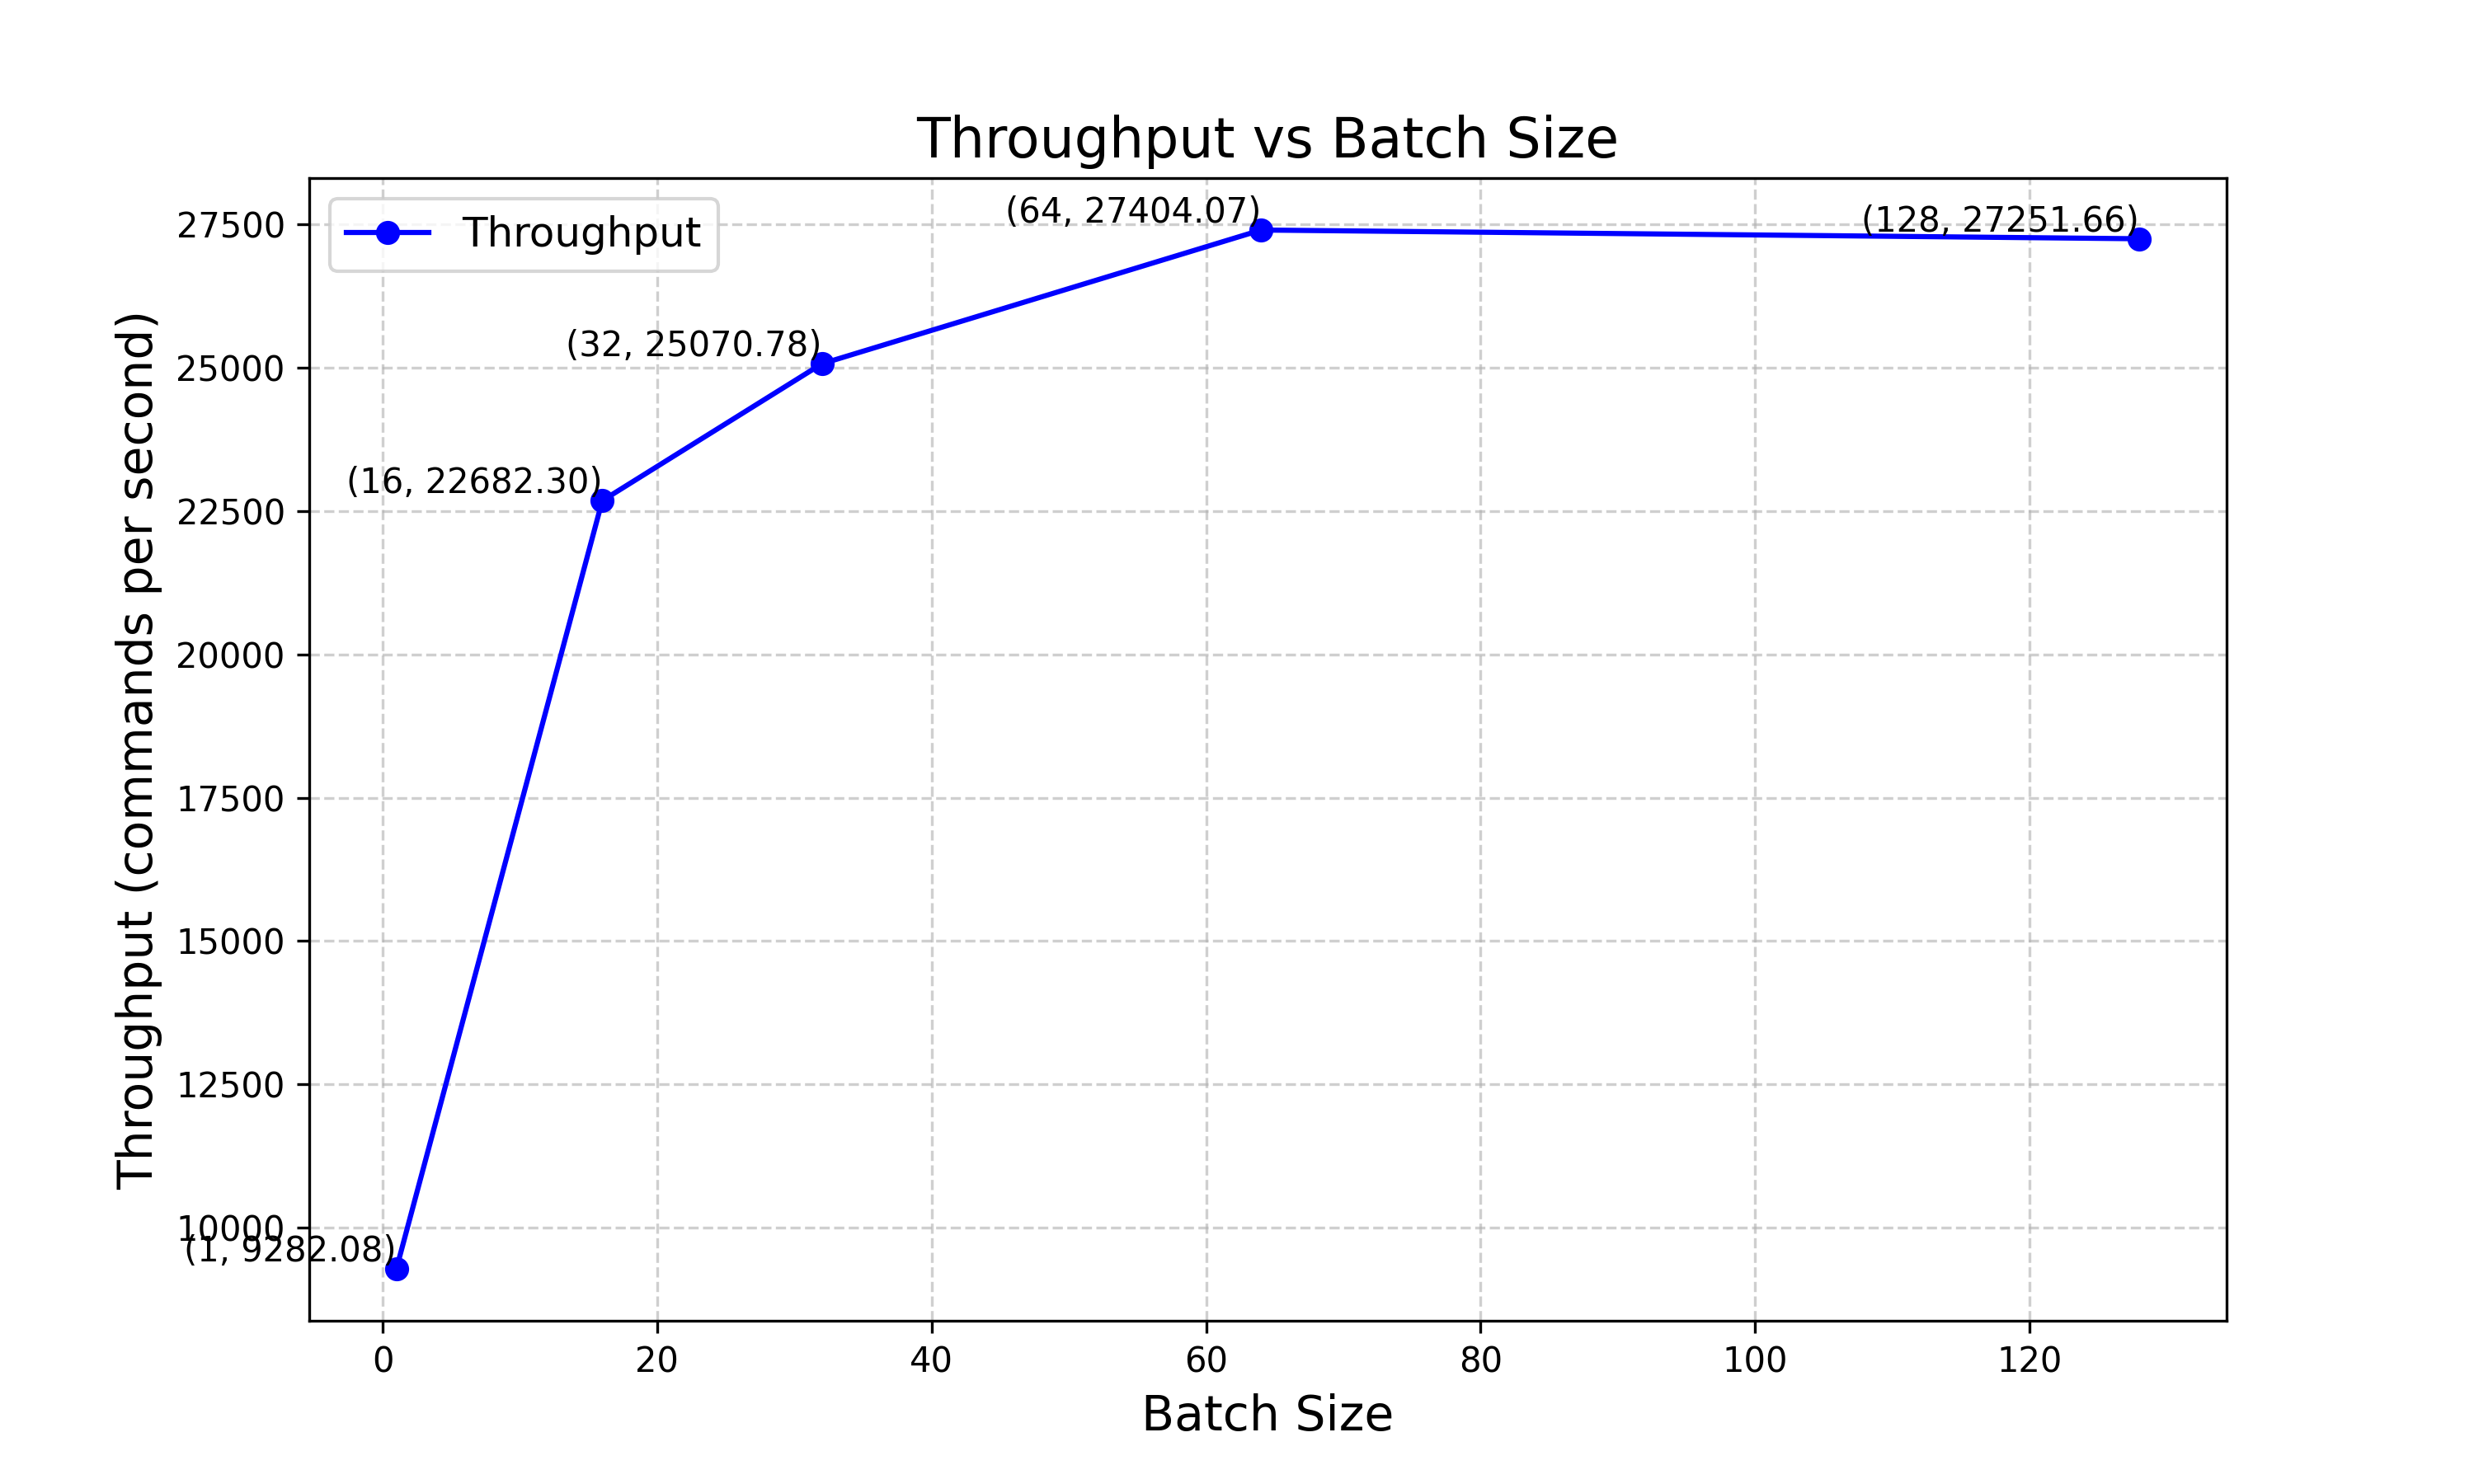 Throughput vs Batch Size
Throughput
(64, 27404.07)
(128, 27251.66)
(32, 25070.78)
(16, 22682.30)
(1, 9282.08)
27500
25000
22500
20000
17500
15000
12500
10000
Throughput (commands per second)
0 20 40 60 80 100 120
Batch Size